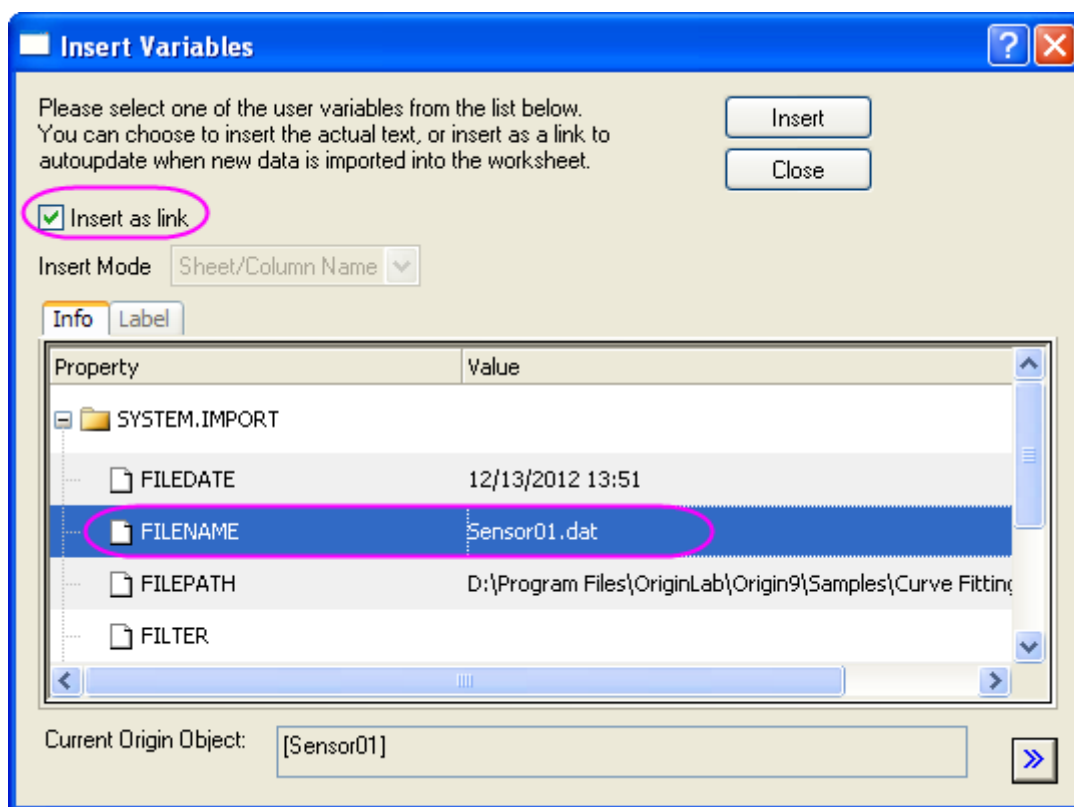 Insert Variables
Please select one of the user variables from the list below.
You can choose to insert the actual text, or insert as a link to
autoupdate when new data is imported into the worksheet.
Insert
Close
Insert as link
Insert Mode Sheet/Column Name
Info Label
Property Value
SYSTEM.IMPORT
FILEDATE 12/13/2012 13:51
FILENAME Sensor01.dat
FILEPATH D:\Program Files\OriginLab\Origin9\Samples\Curve Fitting
FILTER
Current Origin Object: [Sensor01]